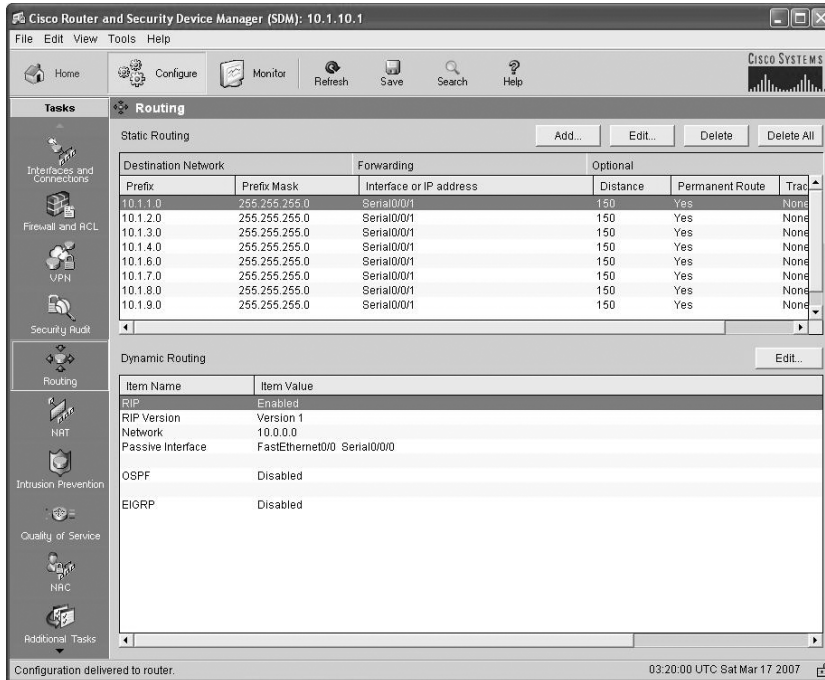 Cisco Router and Security Device Manager (SDM): 10.1.10.1
File Edit View Tools Help
Home Configure Monitor Refresh Save Search Help
CISCO SYSTEMS
Tasks
Interfaces and Connections
Firewall and ACL
VPN
Security Audit
Routing
NAT
Intrusion Prevention
Quality of Service
NAC
Additional Tasks
Routing
Static Routing Add... Edit... Delete Delete All
Destination Network Forwarding Optional
Prefix Prefix Mask Interface or IP address Distance Permanent Route Trac
10.1.1.0 255.255.255.0 Serial0/0/1 150 Yes None
10.1.2.0 255.255.255.0 Serial0/0/1 150 Yes None
10.1.3.0 255.255.255.0 Serial0/0/1 150 Yes None
10.1.4.0 255.255.255.0 Serial0/0/1 150 Yes None
10.1.6.0 255.255.255.0 Serial0/0/1 150 Yes None
10.1.7.0 255.255.255.0 Serial0/0/1 150 Yes None
10.1.8.0 255.255.255.0 Serial0/0/1 150 Yes None
10.1.9.0 255.255.255.0 Serial0/0/1 150 Yes None
Dynamic Routing Edit...
Item Name Item Value
RIP Enabled
RIP Version Version 1
Network 10.0.0.0
Passive Interface FastEthernet0/0 Serial0/0/0
OSPF Disabled
EIGRP Disabled
Configuration delivered to router. 03:20:00 UTC Sat Mar 17 2007